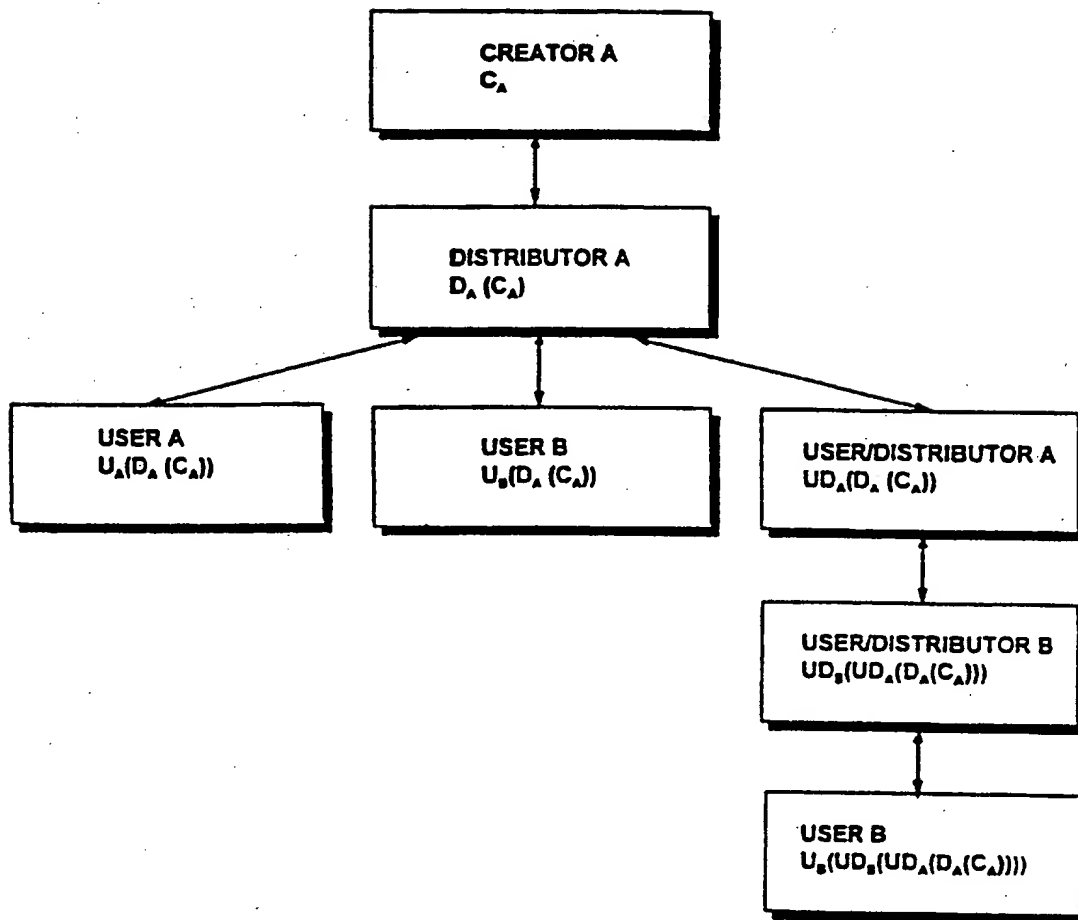 CREATOR A
C_A
DISTRIBUTOR A
D_A (C_A)
USER A
U_A(D_A (C_A))
USER B
U_B(D_A (C_A))
USER/DISTRIBUTOR A
UD_A(D_A (C_A))
USER/DISTRIBUTOR B
UD_B(UD_A(D_A(C_A)))
USER B
U_B(UD_B(UD_A(D_A(C_A))))